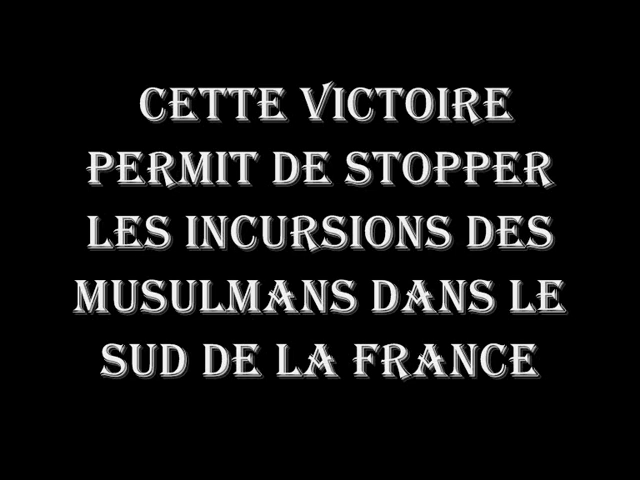 CETTE VICTOIRE
PERMIT DE STOPPER
LES INCURSIONS DES
MUSULMANS DANS LE
SUD DE LA FRANCE